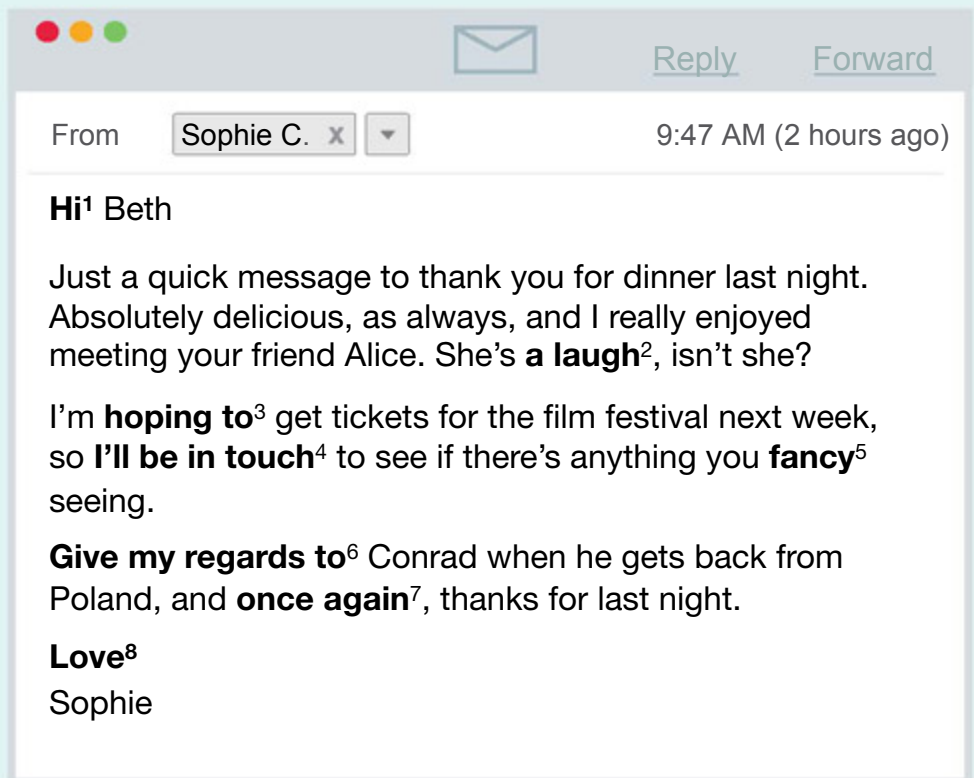 Reply Forward
From Sophie C. x 9:47 AM (2 hours ago)
Hi¹ Beth
Just a quick message to thank you for dinner last night.
Absolutely delicious, as always, and I really enjoyed
meeting your friend Alice. She’s a laugh², isn’t she?
I’m hoping to³ get tickets for the film festival next week,
so I’ll be in touch⁴ to see if there’s anything you fancy⁵
seeing.
Give my regards to⁶ Conrad when he gets back from
Poland, and once again⁷, thanks for last night.
Love⁸
Sophie